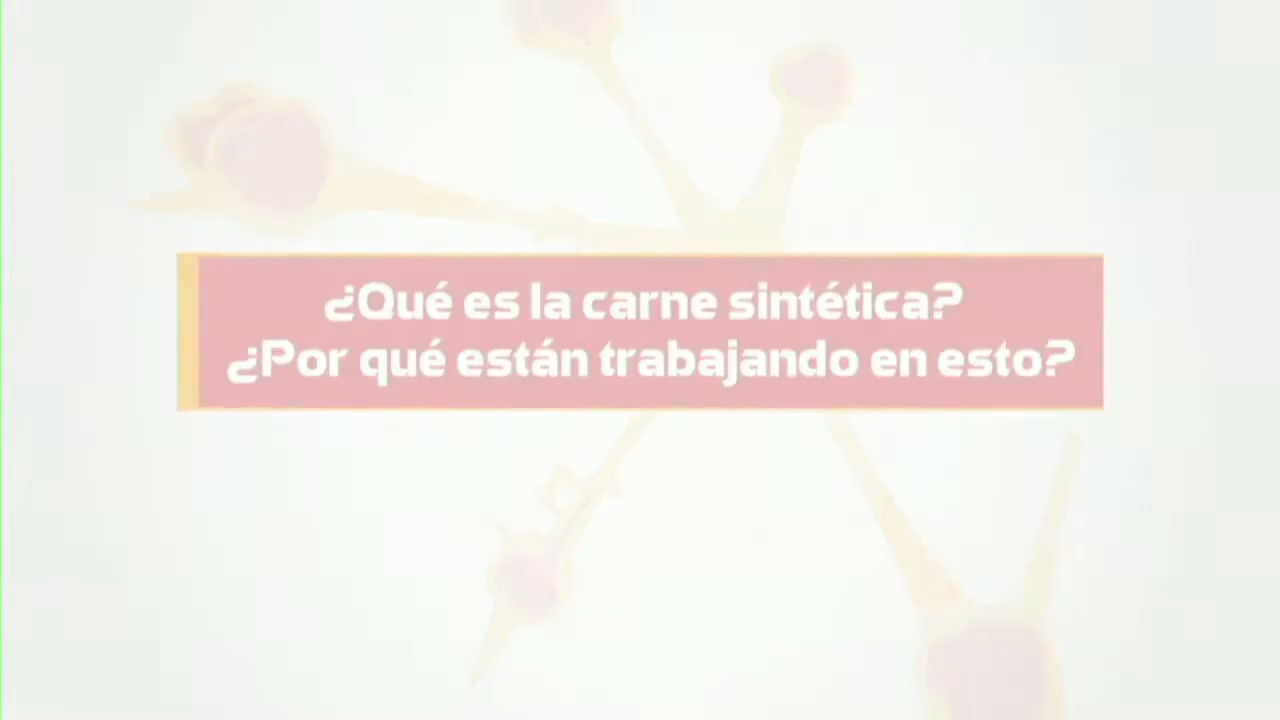 ¿Qué es la carne sintética?
¿Por qué están trabajando en esto?